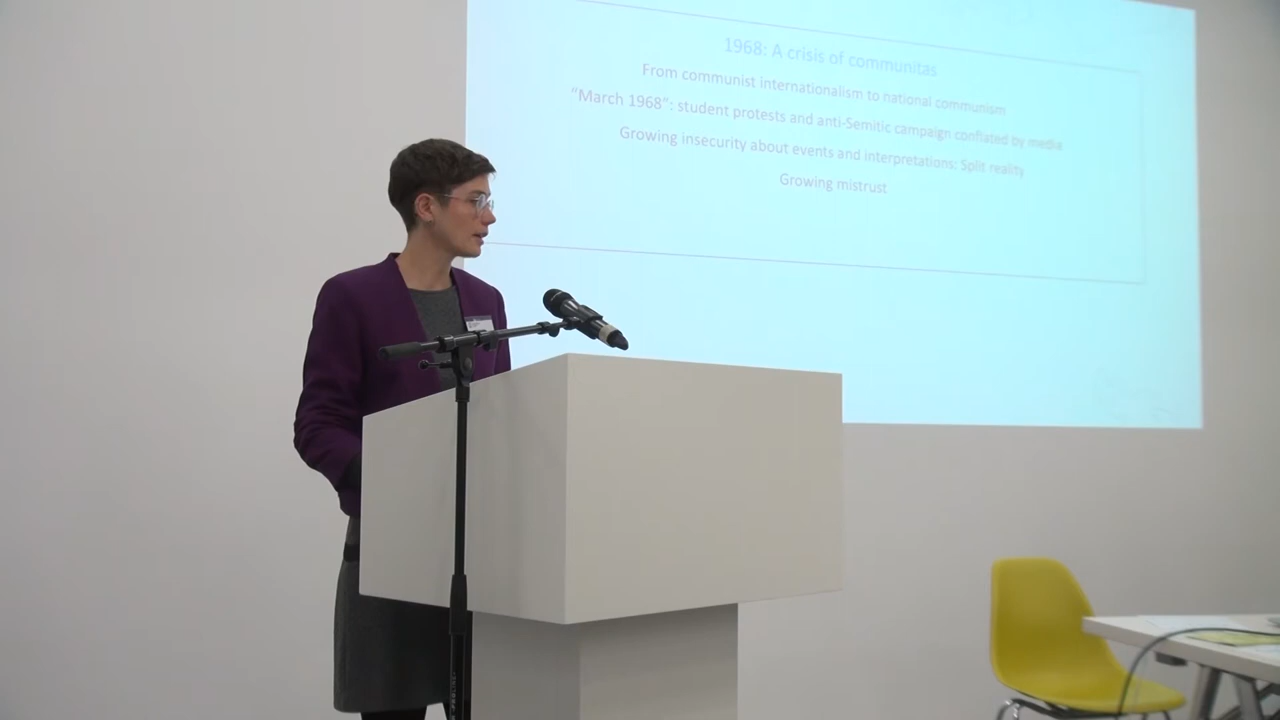 1968: A crisis of communitas
From communist internationalism to national communism
“March 1968”: student protests and anti-Semitic campaign conflated by media
Growing insecurity about events and interpretations: Split reality
Growing mistrust